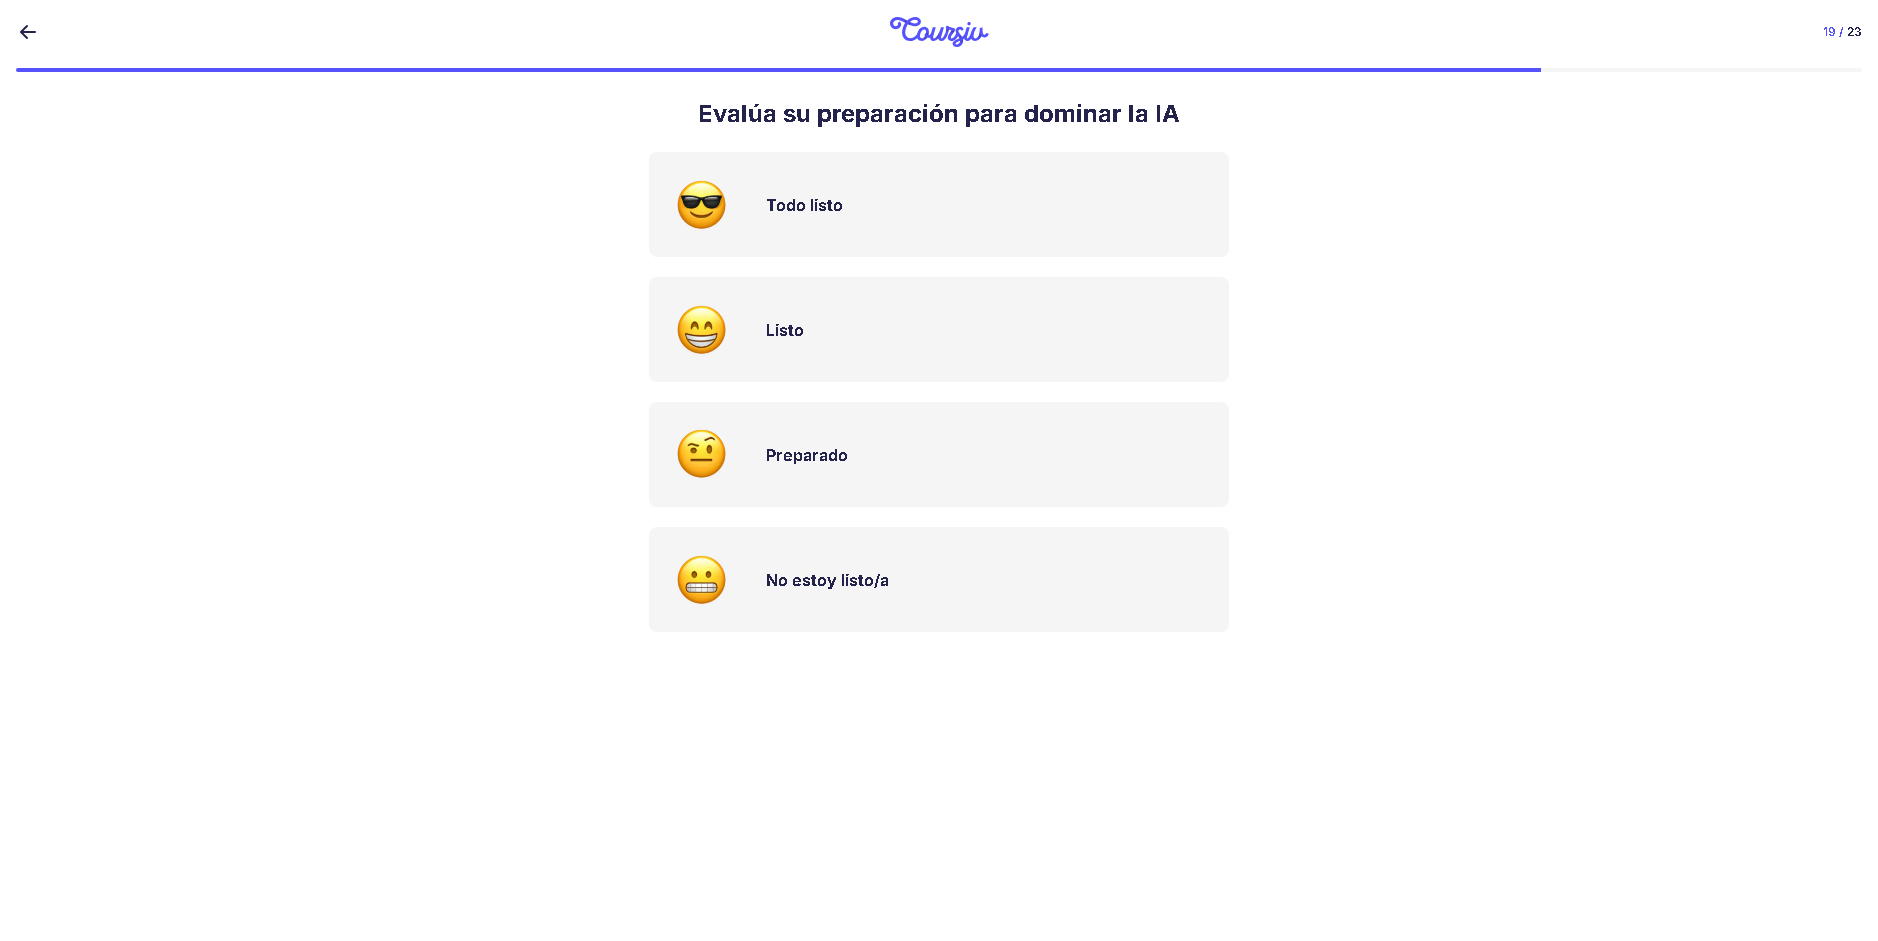 Coursiv
19 / 23
Evalúa su preparación para dominar la IA
Todo listo
Listo
Preparado
No estoy listo/a